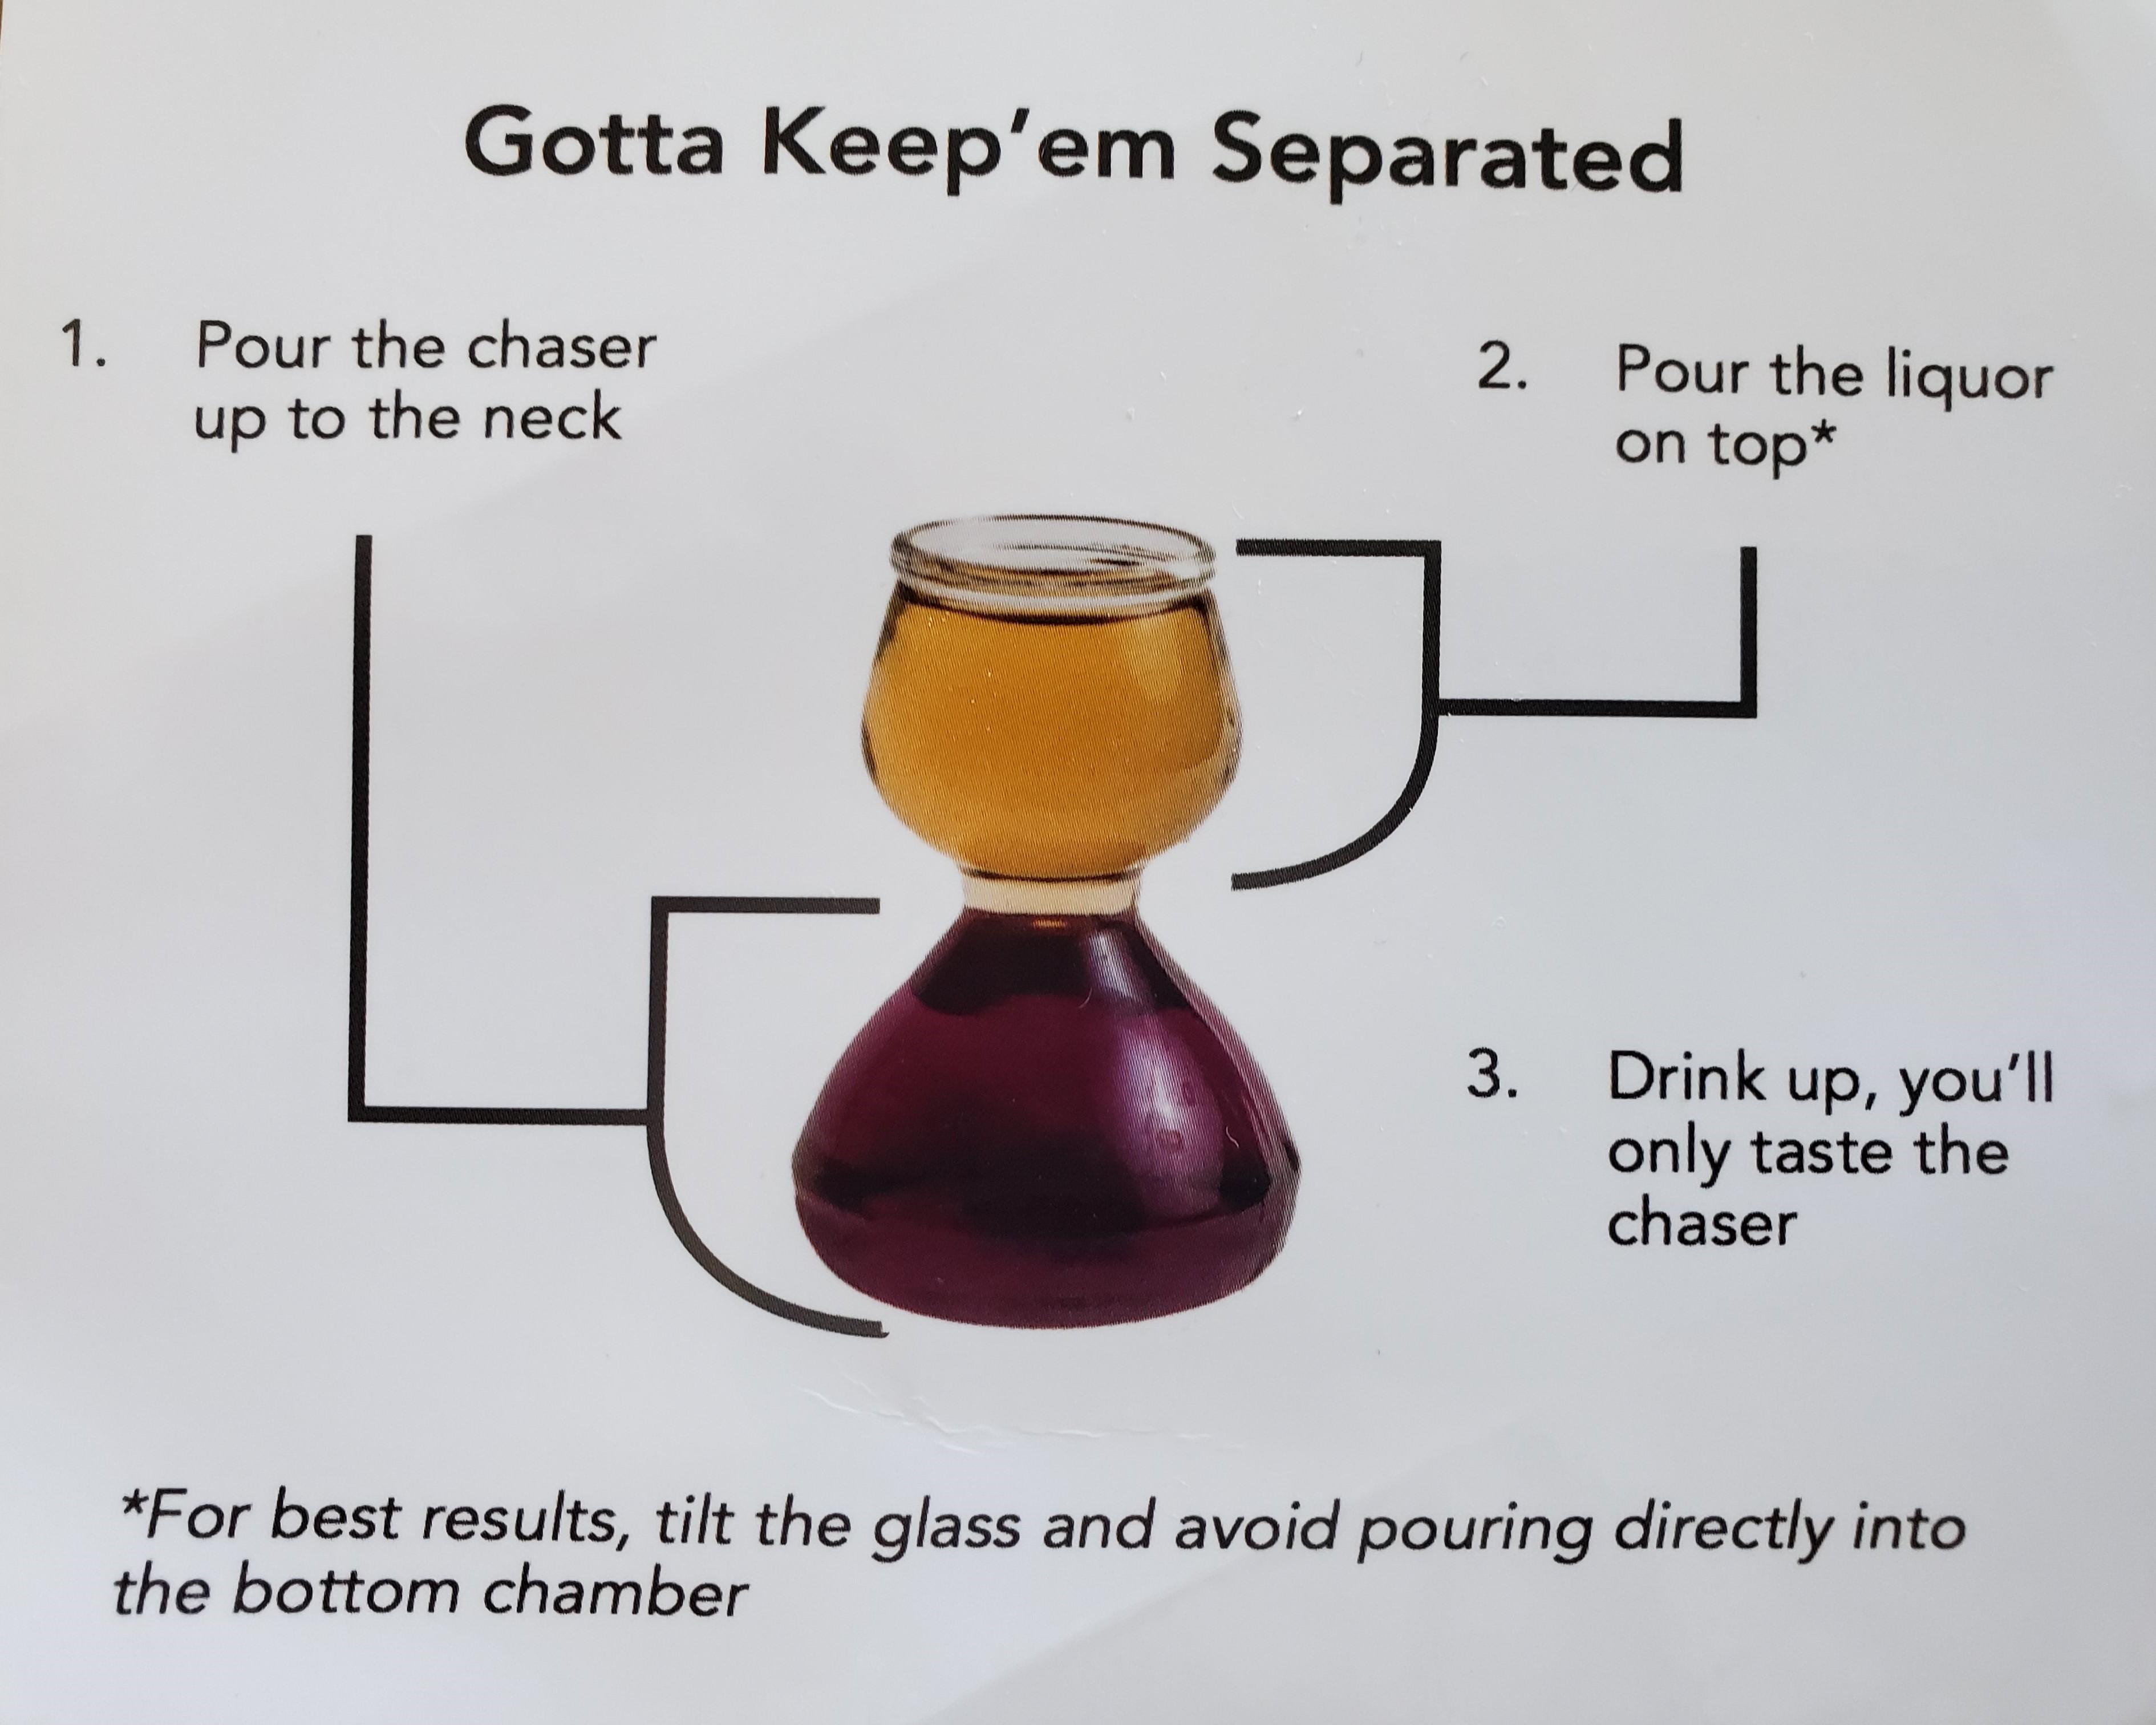 Gotta Keep'em Separated
1. Pour the chaser
up to the neck
2. Pour the liquor
on top*
3. Drink up, you'll
only taste the
chaser
*For best results, tilt the glass and avoid pouring directly into
the bottom chamber